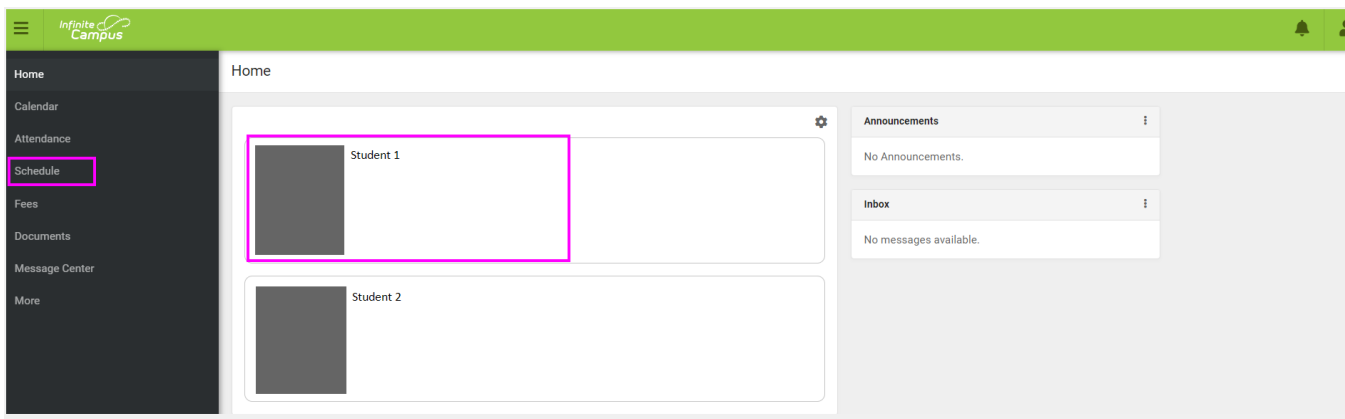 Infinite
Campus
Home
Calendar
Attendance
Schedule
Fees
Documents
Message Center
More
Home
Student 1
Student 2
Announcements
No Announcements.
Inbox
No messages available.